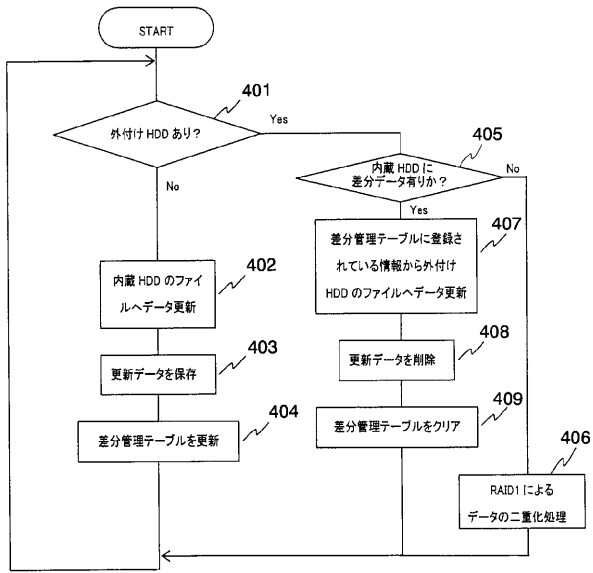 START
401
外付け HDD あり?
Yes
No
405
内蔵 HDD に
差分データ有りか?
No
Yes
407
差分管理テーブルに登録さ
れている情報から外付け
HDD のファイルへデータ更新
402
内蔵 HDD のファイ
ルへデータ更新
408
更新データを削除
403
更新データを保存
409
差分管理テーブルをクリア
404
差分管理テーブルを更新
406
RAID1 による
データの二重化処理